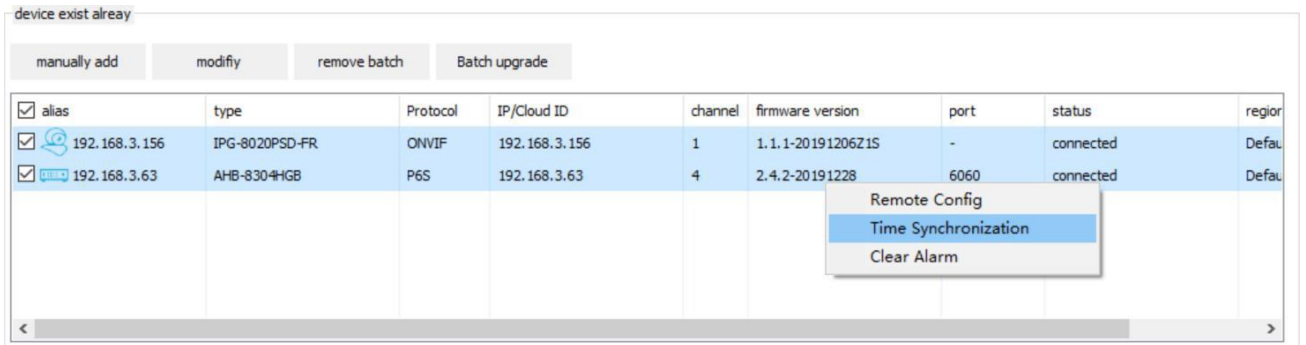 device exist alreay
manually add modifiy remove batch Batch upgrade
alias type Protocol IP/Cloud ID channel firmware version port status region
192.168.3.156 IPG-8020PSD-FR ONVIF 192.168.3.156 1 1.1.1-20191206Z1S - connected Defau
192.168.3.63 AHB-8304HGB P6S 192.168.3.63 4 2.4.2-20191228 6060 connected Defau
Remote Config
Time Synchronization
Clear Alarm